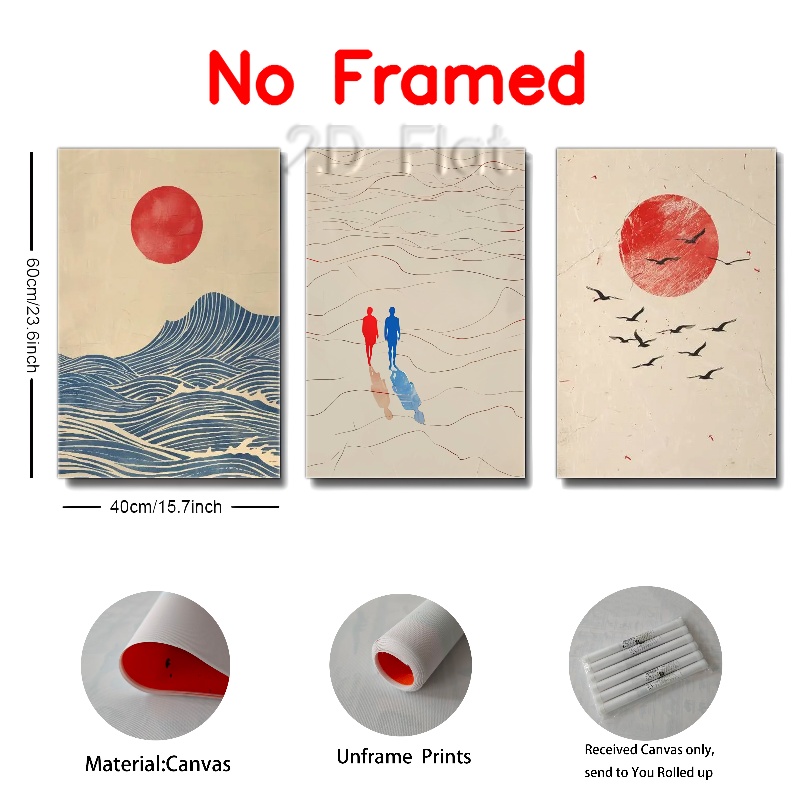 No Framed
2D Flat
60cm/23.6inch
40cm/15.7inch
Material:Canvas
Unframe Prints
Received Canvas only,
send to You Rolled up